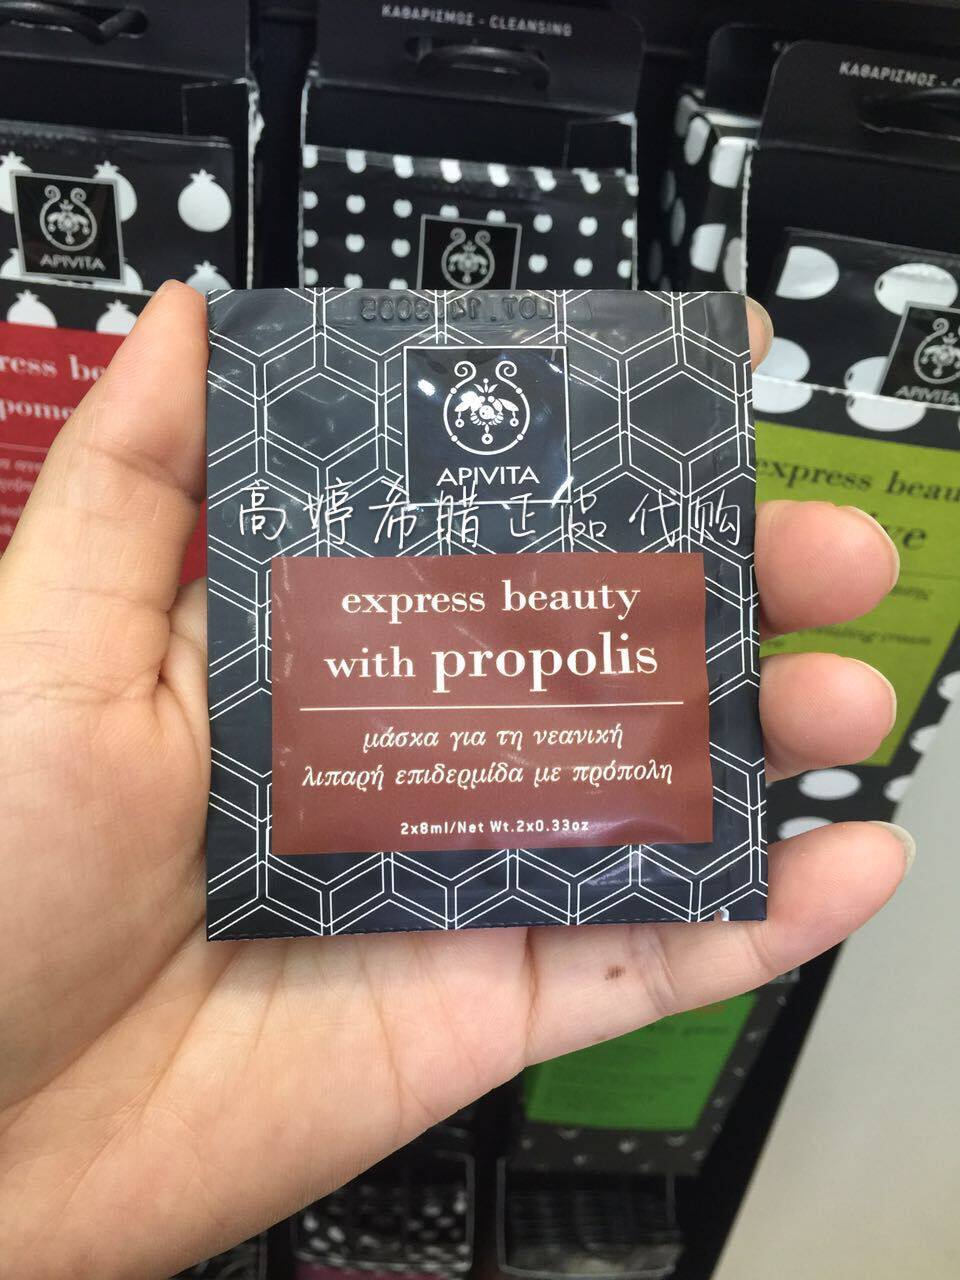 ΚΑΘΑΡΙΣΜΟΣ - CLEANSING
ΚΑΘΑΡΙΣΜΟΣ -
APIVITA
APIVITA
LOT.
APIVITA
高婷希腊正品代购
express beauty
with propolis
μάσκα για τη νεανική
λιπαρή επιδερμίδα με πρόπολη
2x8ml/Net Wt.2x0.33oz
express